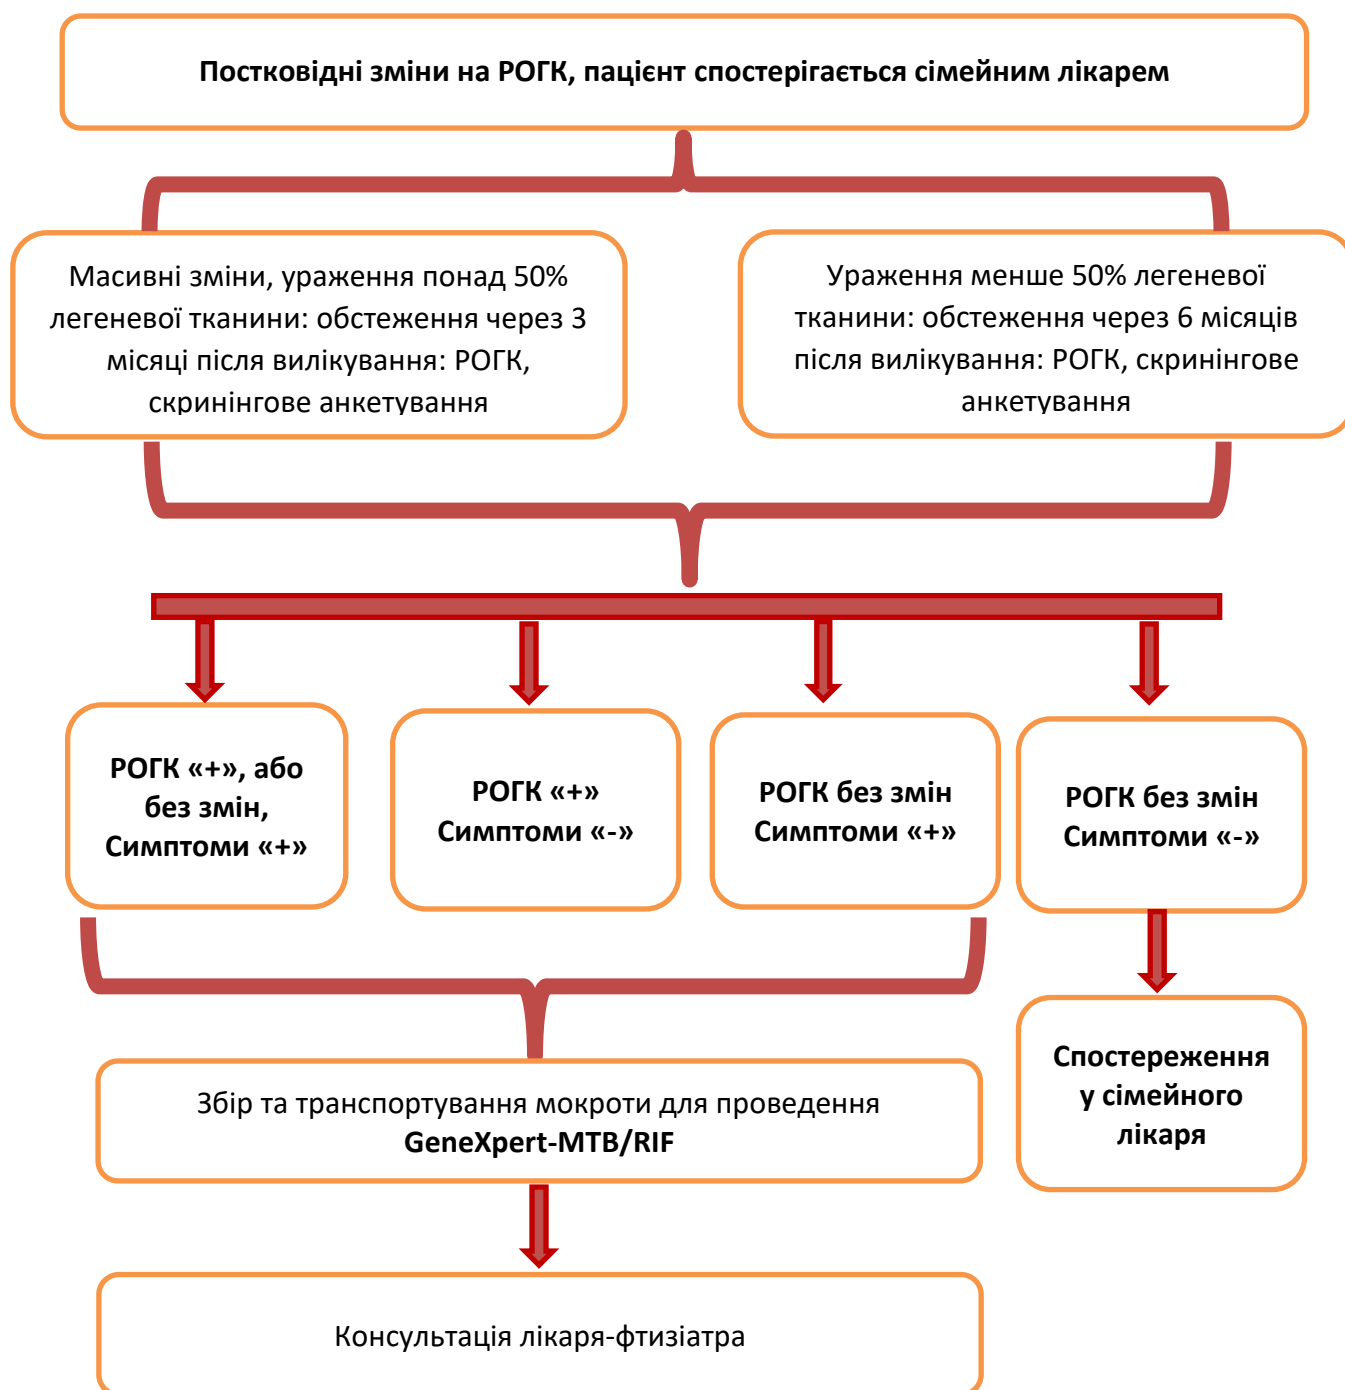 Постковідні зміни на РОГК, пацієнт спостерігається сімейним лікарем
Масивні зміни, ураження понад 50%
легеневої тканини: обстеження через 3
місяці після вилікування: РОГК,
скринінгове анкетування
Ураження менше 50% легеневої
тканини: обстеження через 6 місяців
після вилікування: РОГК, скринінгове
анкетування
РОГК «+», або
без змін,
Симптоми «+»
РОГК «+»
Симптоми «-»
РОГК без змін
Симптоми «+»
РОГК без змін
Симптоми «-»
Збір та транспортування мокроти для проведення
GeneXpert-MTB/RIF
Спостереження
у сімейного
лікаря
Консультація лікаря-фтизіатра